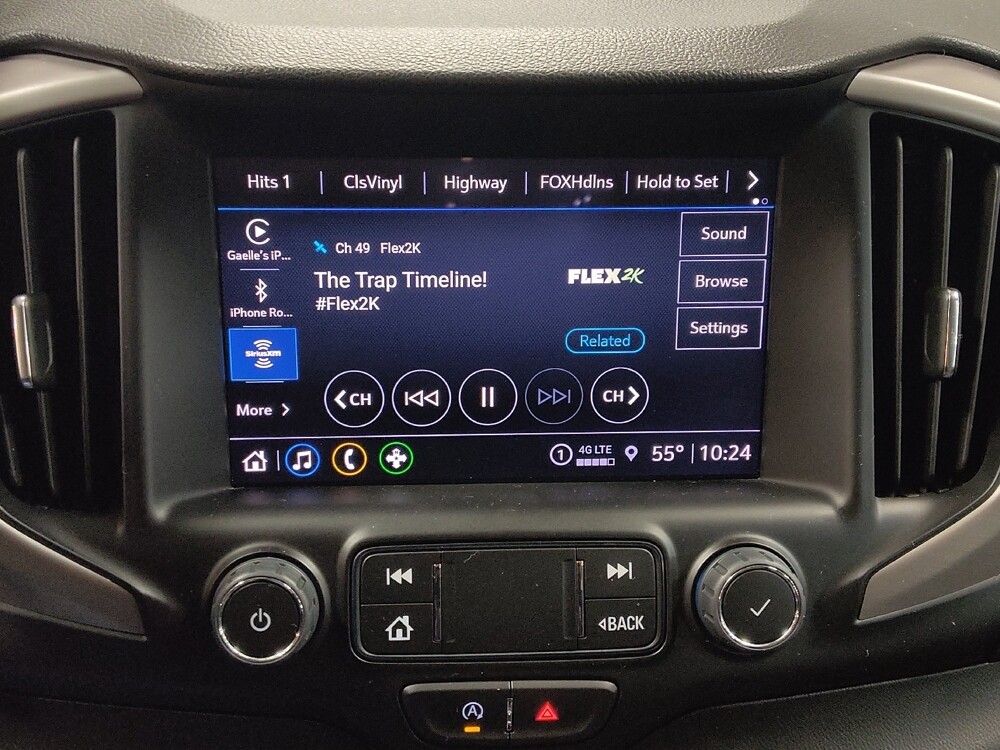 Hits 1 | ClsVinyl | Highway | FOXHdlns | Hold to Set |
Gaelle's iP...
Ch 49 Flex2K
The Trap Timeline!
#Flex2K
FLEX2K
Sound
Browse
Settings
iPhone Ro...
SiriusXM
Related
More
CH
CH
1 4G LTE 55° | 10:24
BACK
A